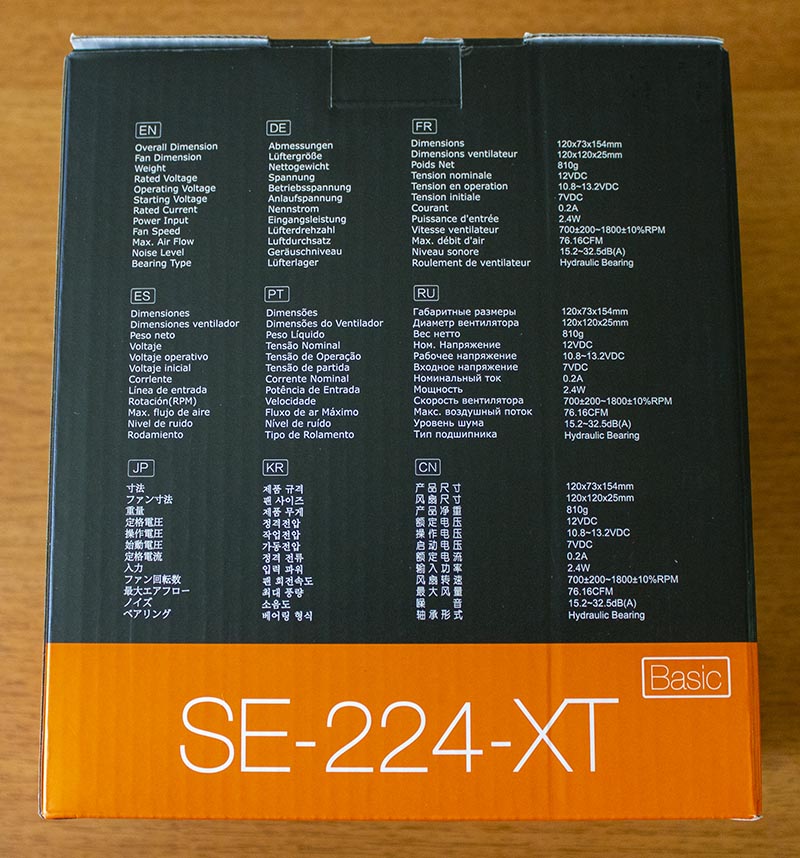 EN DE FR
Overall Dimension Abmessungen Dimensions 120x73x154mm
Fan Dimension Lüftergröße Dimensions ventilateur 120x120x25mm
Weight Nettogewicht Poids Net 810g
Rated Voltage Spannung Tension nominale 12VDC
Operating Voltage Betriebsspannung Tension en operation 10.8~13.2VDC
Starting Voltage Anlaufspannung Tension initiale 7VDC
Rated Current Nennstrom Courant 0.2A
Power Input Eingangsleistung Puissance d'entrée 2.4W
Fan Speed Lüfterdrehzahl Vitesse ventilateur 700±200~1800±10%RPM
Max. Air Flow Luftdurchsatz Max. débit d'air 76.16CFM
Noise Level Geräuschniveau Niveau sonore 15.2~32.5dB(A)
Bearing Type Lüfterlager Roulement de ventilateur Hydraulic Bearing
ES PT RU
Dimensiones Dimensões Габаритные размеры 120x73x154mm
Dimensiones ventilador Dimensões do Ventilador Диаметр вентилятора 120x120x25mm
Peso neto Peso Líquido Вес нетто 810g
Voltaje Tensão Nominal Ном. Напряжение 12VDC
Voltaje operativo Tensão de Operação Рабочее напряжение 10.8~13.2VDC
Voltaje inicial Tensão de partida Входное напряжение 7VDC
Corrlente Corrente Nominal Номинальный ток 0.2A
Línea de entrada Potência de Entrada Мощность 2.4W
Rotación(RPM) Velocidade Скорость вентилятора 700±200~1800±10%RPM
Max. flujo de aire Fluxo de ar Máximo Макс. воздушный поток 76.16CFM
Nivel de ruido Nível de ruído Уровень шума 15.2~32.5dB(A)
Rodamiento Tipo de Rolamento Тип подшипника Hydraulic Bearing
JP KR CN
寸法 제품 규격 产品尺寸 120x73x154mm
ファン寸法 팬 사이즈 风扇尺寸 120x120x25mm
重量 제품 무게 产品净重 810g
定格電圧 정격전압 额定电压 12VDC
操作電圧 작업전압 操作电压 10.8~13.2VDC
始動電圧 가동전압 启动电压 7VDC
定格電流 정격 전류 额定电流 0.2A
入力 입력 파워 输入功率 2.4W
ファン回転数 팬 회전속도 风扇转速 700±200~1800±10%RPM
最大エアフロー 최대 풍량 最大风量 76.16CFM
ノイズ 소음도 噪音 15.2~32.5dB(A)
ベアリング 베어링 형식 轴承形式 Hydraulic Bearing
Basic
SE-224-XT